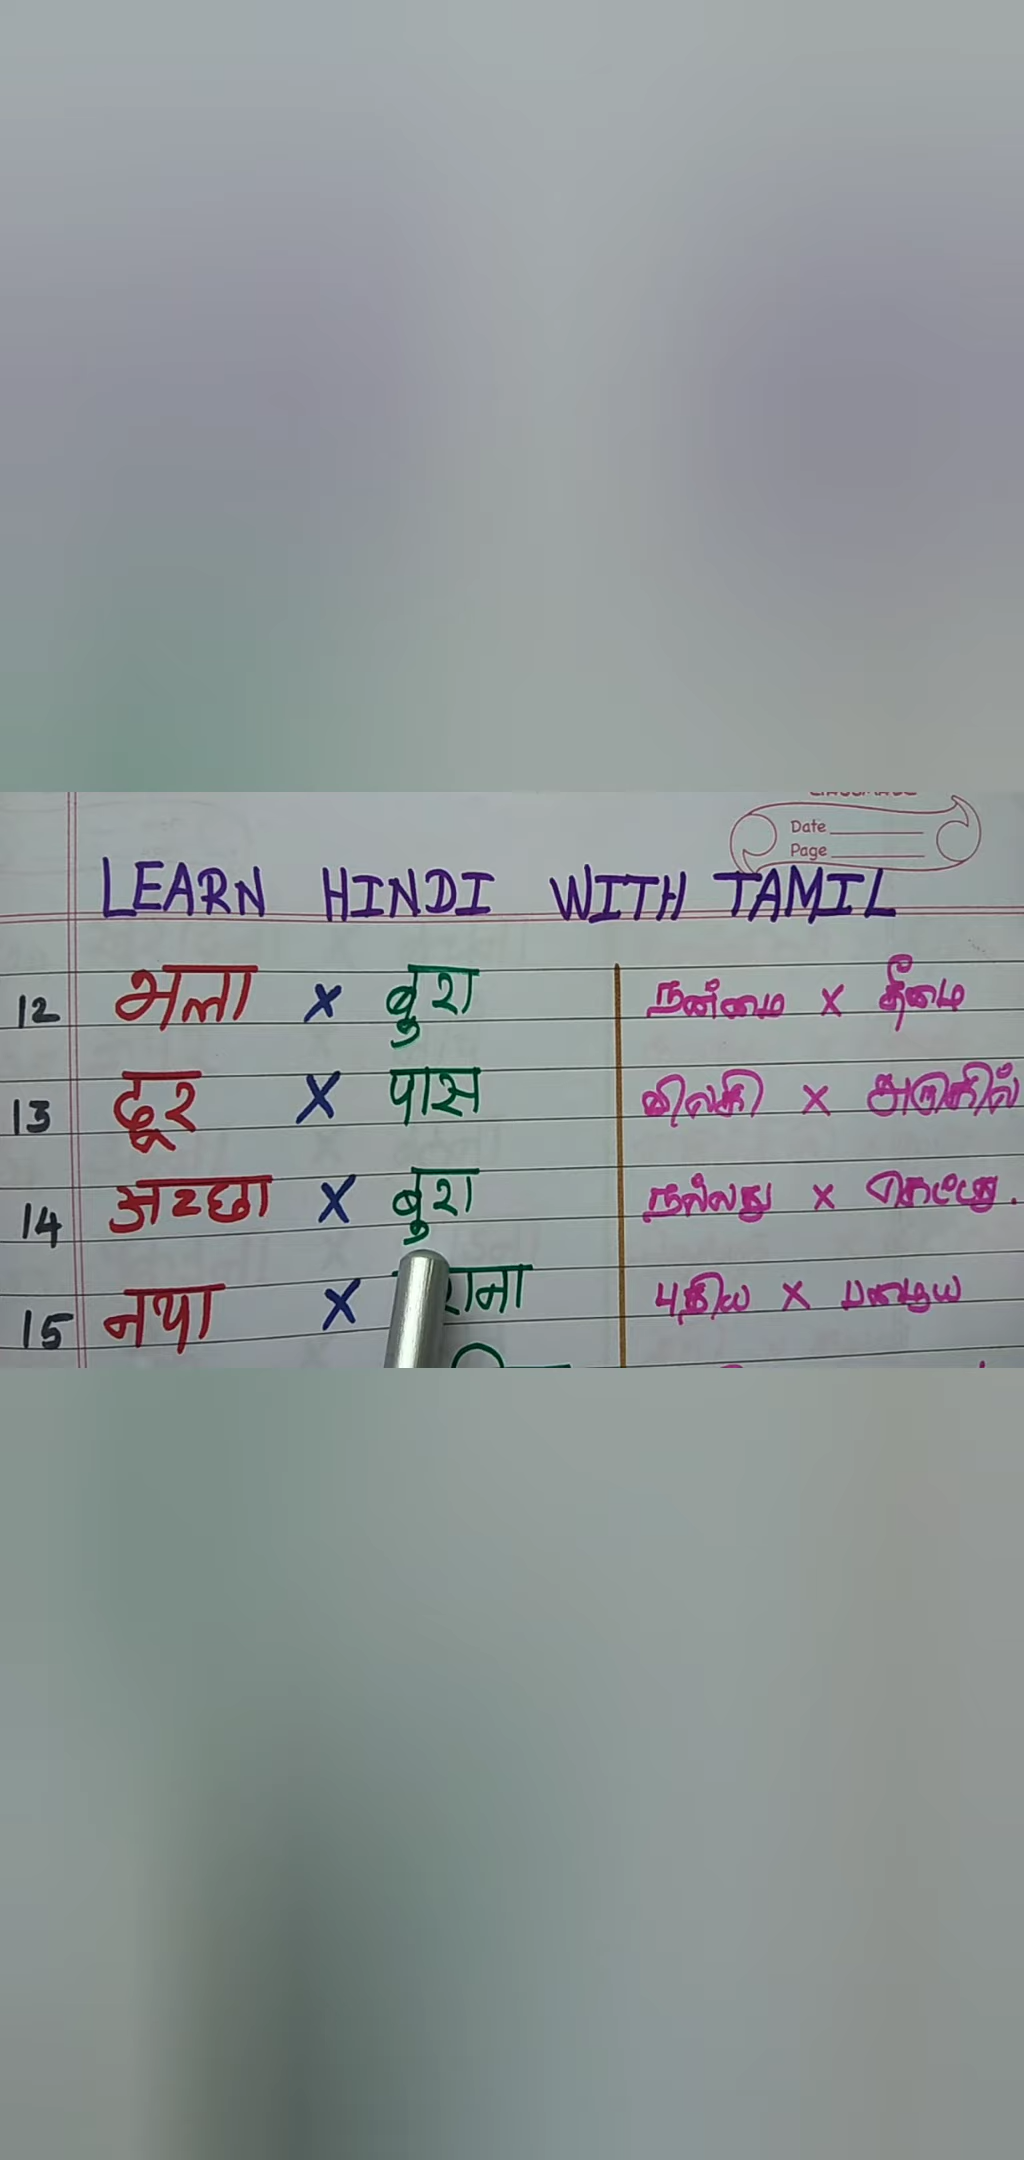 Date
Page
LEARN HINDI WITH TAMIL
12 भला x बुरा நன்மை x தீமை
13 दूर x पास விலகி x அருகில்
14 अच्छा x बुरा நல்லது x கெட்டது.
15 नया x राना புதிய x பழைய